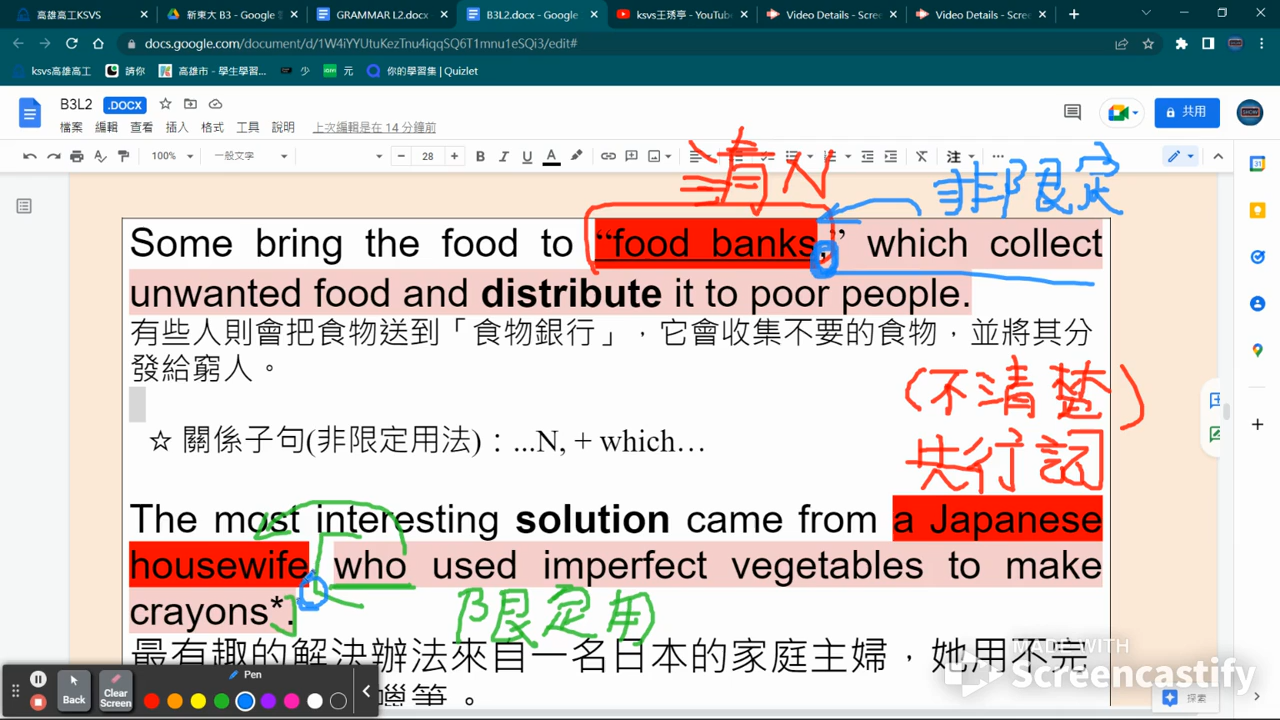 ksvs高雄高工
新東大 B3 - Google
GRAMMAR L2.docx
B3L2.docx - Google
ksvs王琇亭 - YouTube
Video Details - Scree
Video Details - Scree
docs.google.com/document/d/1W4iYYUtuKezTnu4iqqSQ6T1mnu1eSQi3/edit#
ksvs高雄高工
請你
高雄市 - 學生學習...
少
元
你的學習集 | Quizlet
B3L2 .DOCX
共用
檔案 編輯 查看 插入 格式 工具 說明 上次編輯是在 14 分鐘前
100% 一般文字 28 B I U A 注
清N 非限定
Some bring the food to “food banks,” which collect
unwanted food and distribute it to poor people.
有些人則會把食物送到「食物銀行」，它會收集不要的食物，並將其分
發給窮人。
(不清楚)
先行詞
☆ 關係子句(非限定用法)：...N, + which…
The most interesting solution came from a Japanese
housewife who used imperfect vegetables to make
crayons*.
限定用
最有趣的解決辦法來自一名日本的家庭主婦，她用不完
蠟筆。
MADE WITH
Screencastify
探索
Pen
Back
Clear
Screen